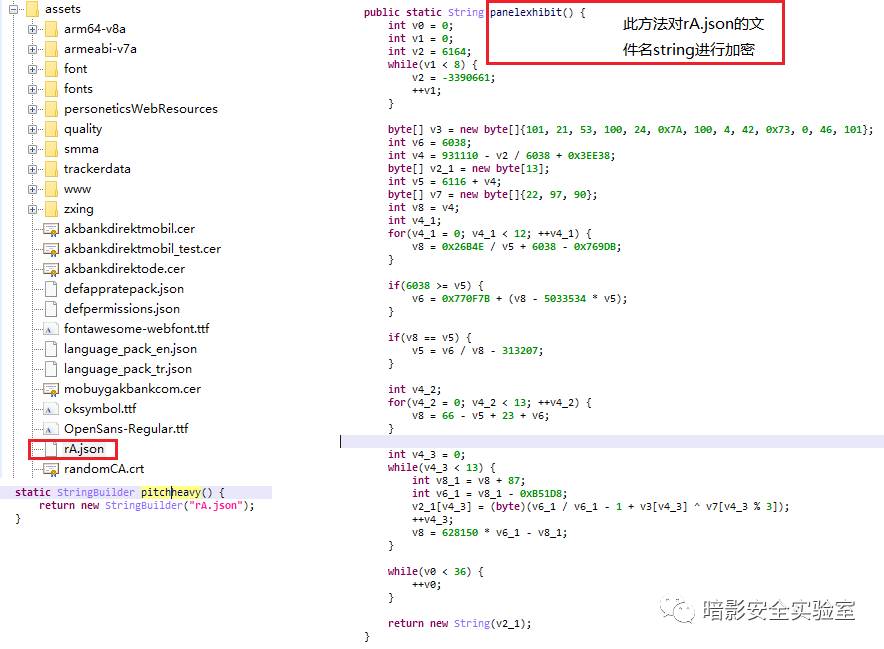 assets
arm64-v8a
armeabi-v7a
font
fonts
personeticsWebResources
quality
smma
trackerdata
www
zxing
akbankdirektmobil.cer
akbankdirektmobil_test.cer
akbankdirektode.cer
defappratepack.json
defpermissions.json
fontawesome-webfont.ttf
language_pack_en.json
language_pack_tr.json
mobuygakbankcom.cer
oksymbol.ttf
OpenSans-Regular.ttf
rA.json
randomCA.crt
static StringBuilder pitchheavy() {
return new StringBuilder("rA.json");
}
public static String panelexhibit() {
此方法对rA.json的文
件名string进行加密
int v0 = 0;
int v1 = 0;
int v2 = 6164;
while(v1 < 8) {
v2 = -3390661;
++v1;
}
byte[] v3 = new byte[]{101, 21, 53, 100, 24, 0x7A, 100, 4, 42, 0x73, 0, 46, 101};
int v6 = 6038;
int v4 = 931110 - v2 / 6038 + 0x3EE38;
byte[] v2_1 = new byte[13];
int v5 = 6116 + v4;
byte[] v7 = new byte[]{22, 97, 90};
int v8 = v4;
int v4_1;
for(v4_1 = 0; v4_1 < 12; ++v4_1) {
v8 = 0x26B4E / v5 + 6038 - 0x769DB;
}
if(6038 >= v5) {
v6 = 0x770F7B + (v8 - 5033534 * v5);
}
if(v8 == v5) {
v5 = v6 / v8 - 313207;
}
int v4_2;
for(v4_2 = 0; v4_2 < 13; ++v4_2) {
v8 = 66 - v5 + 23 + v6;
}
int v4_3 = 0;
while(v4_3 < 13) {
int v8_1 = v8 + 87;
int v6_1 = v8_1 - 0xB51D8;
v2_1[v4_3] = (byte)(v6_1 / v6_1 - 1 + v3[v4_3] ^ v7[v4_3 % 3]);
++v4_3;
v8 = 628150 * v6_1 - v8_1;
}
while(v0 < 36) {
++v0;
}
return new String(v2_1);
}
暗影安全实验室